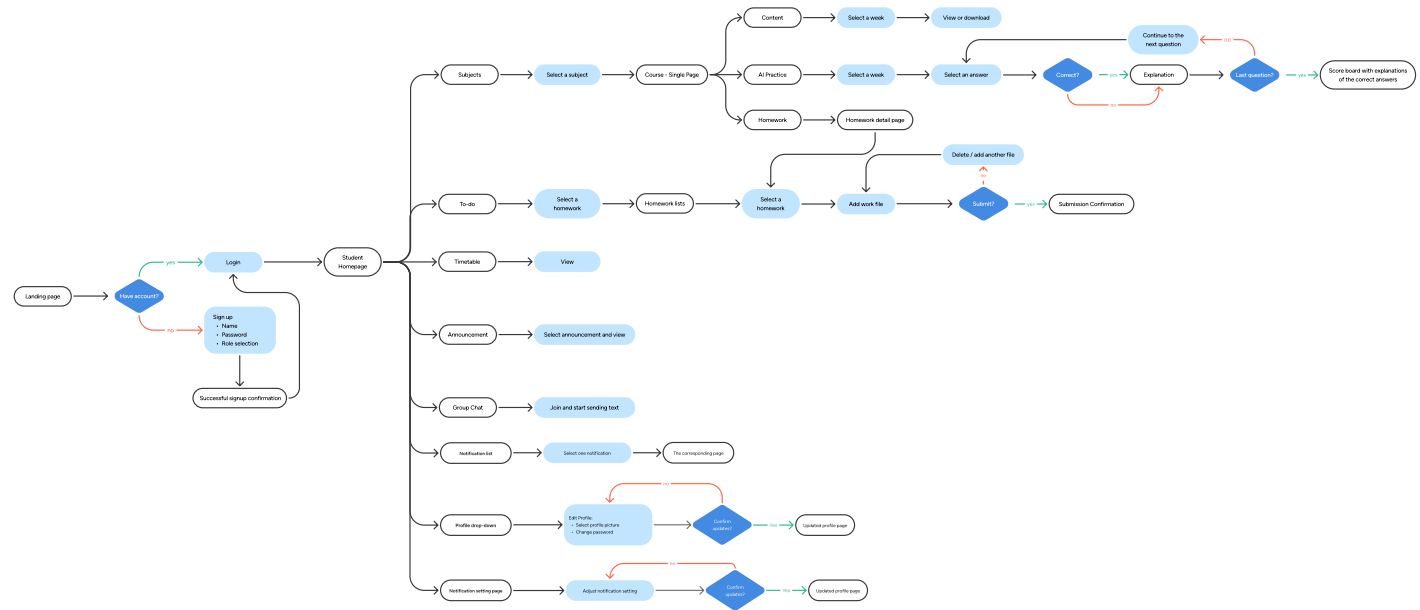 Content
Select a week
View or download
Continue to the
next question
no
Subjects
Select a subject
Course - Single Page
AI Practice
Select a week
Select an answer
Correct?
yes
Explanation
Last question?
yes
Score board with explanations
of the correct answers
no
Homework
Homework detail page
Delete / add another file
no
To-do
Select a
homework
Homework lists
Select a
homework
Add work file
Submit?
yes
Submission Confirmation
Student
Homepage
Timetable
View
yes
Login
Landing page
Have account?
no
Sign up
• Name
• Password
• Role selection
Successful signup confirmation
Announcement
Select announcement and view
Group Chat
Join and start sending text
Notification list
Select one notification
The corresponding page
no
Profile drop-down
Edit Profile:
• Select profile picture
• Change password
Confirm
updates?
Yes
Updated profile page
no
Notification setting page
Adjust notification setting
Confirm
updates?
Yes
Updated profile page